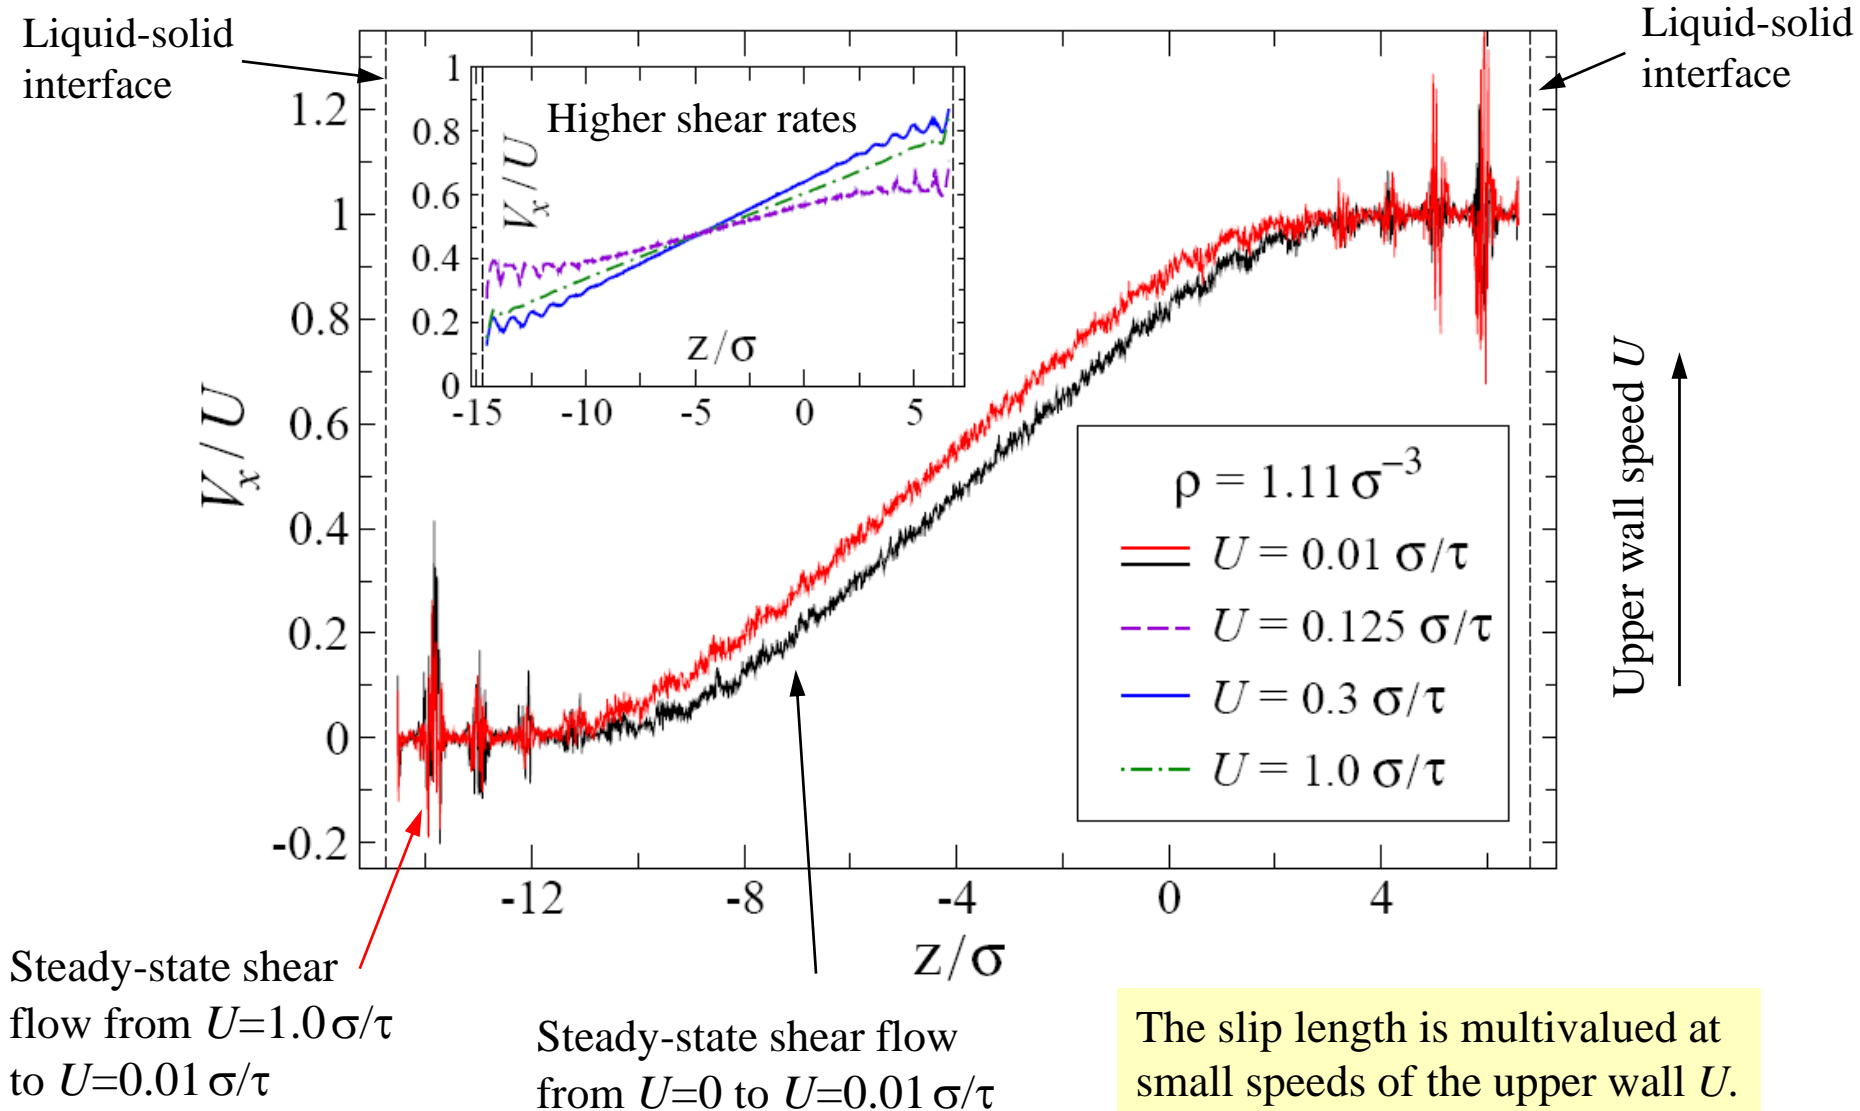 Liquid-solid
interface
Liquid-solid
interface
Higher shear rates
V_x/U
1
0.8
0.6
0.4
0.2
0
-15
-10
-5
0
5
z/σ
V_x/U
1.2
1
0.8
0.6
0.4
0.2
0
-0.2
-12
-8
-4
0
4
z/σ
ρ = 1.11 σ⁻³
U = 0.01 σ/τ
U = 0.125 σ/τ
U = 0.3 σ/τ
U = 1.0 σ/τ
Upper wall speed U
Steady-state shear
flow from U=1.0 σ/τ
to U=0.01 σ/τ
Steady-state shear flow
from U=0 to U=0.01 σ/τ
The slip length is multivalued at
small speeds of the upper wall U.